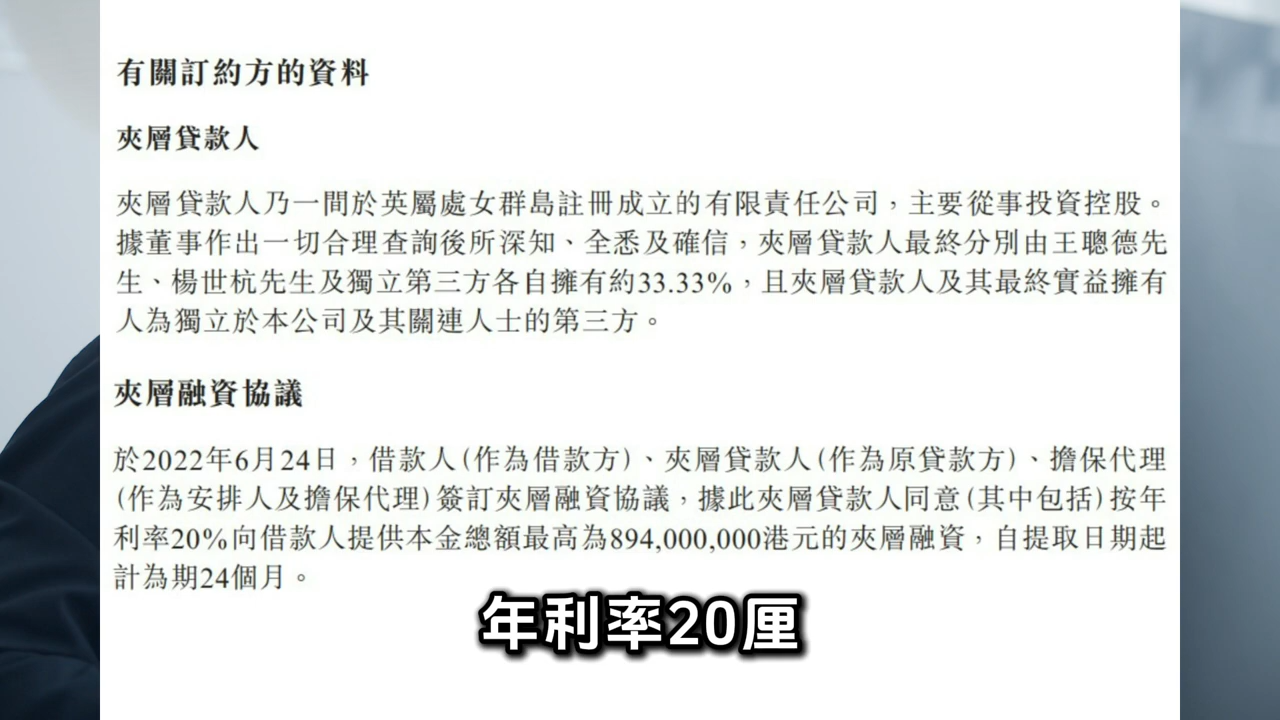 有關訂約方的資料
夾層貸款人
夾層貸款人乃一間於英屬處女群島註冊成立的有限責任公司，主要從事投資控股。
據董事作出一切合理查詢後所深知、全悉及確信，夾層貸款人最終分別由王聰德先
生、楊世杭先生及獨立第三方各自擁有約33.33%，且夾層貸款人及其最終實益擁有
人為獨立於本公司及其關連人士的第三方。
夾層融資協議
於2022年6月24日，借款人(作為借款方)、夾層貸款人(作為原貸款方)、擔保代理
(作為安排人及擔保代理)簽訂夾層融資協議，據此夾層貸款人同意(其中包括)按年
利率20%向借款人提供本金總額最高為894,000,000港元的夾層融資，自提取日期起
計為期24個月。
年利率20厘